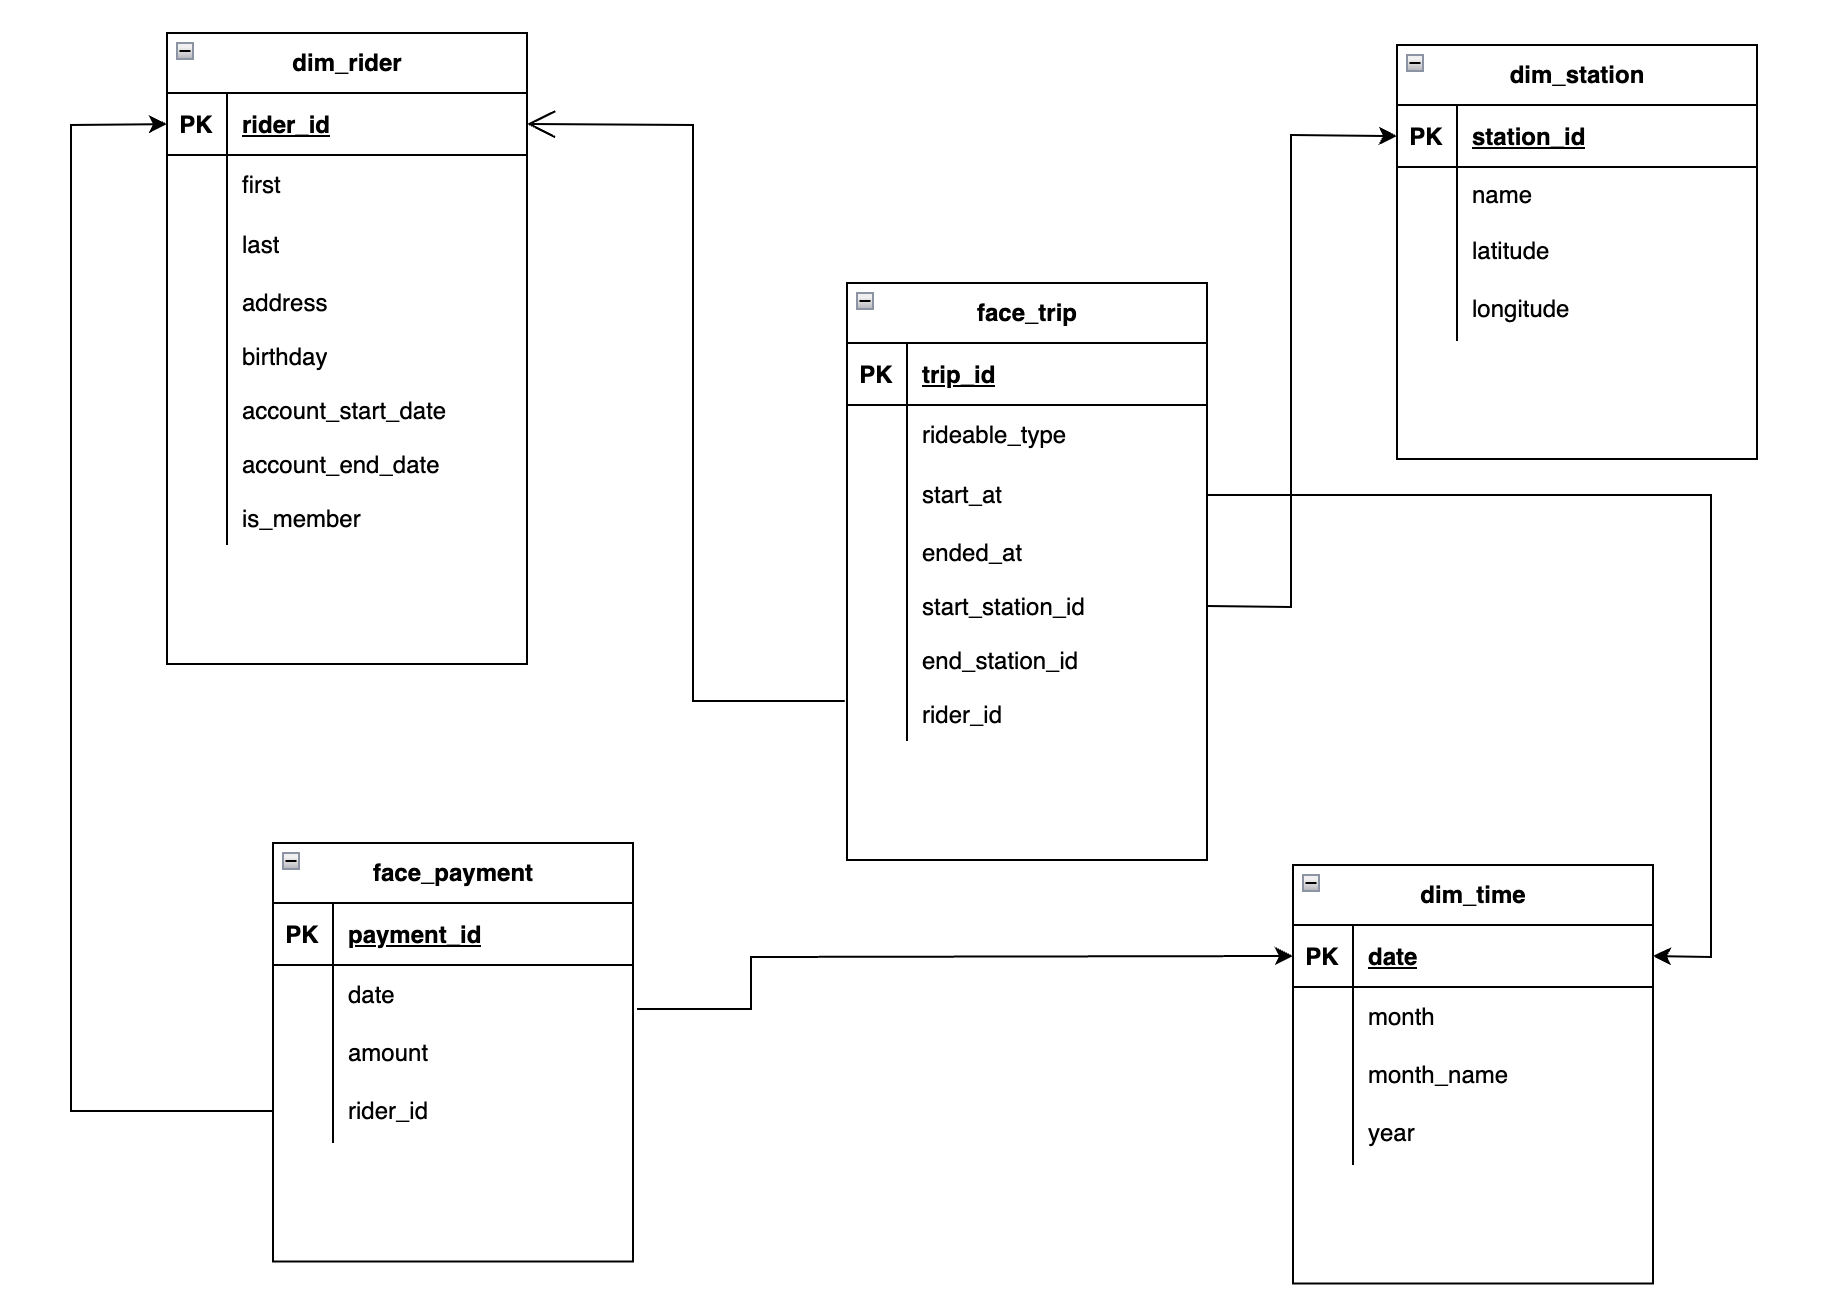 dim_rider
PK rider_id
first
last
address
birthday
account_start_date
account_end_date
is_member
dim_station
PK station_id
name
latitude
longitude
face_trip
PK trip_id
rideable_type
start_at
ended_at
start_station_id
end_station_id
rider_id
face_payment
PK payment_id
date
amount
rider_id
dim_time
PK date
month
month_name
year